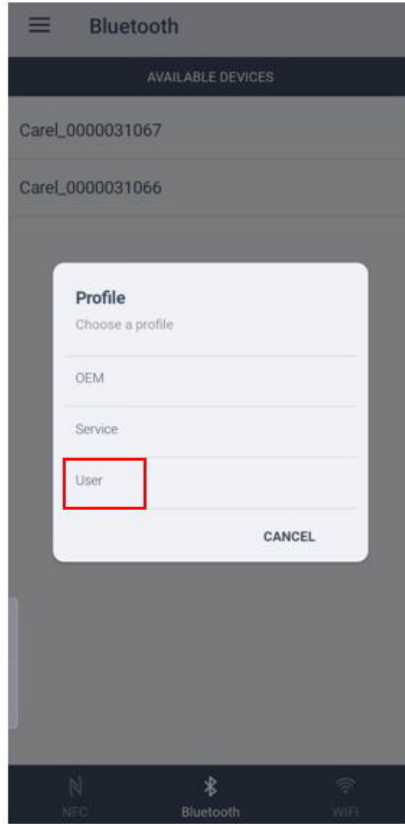 Bluetooth
AVAILABLE DEVICES
Carel_0000031067
Carel_0000031066
Profile
Choose a profile
OEM
Service
User
CANCEL
NFC Bluetooth WIFI